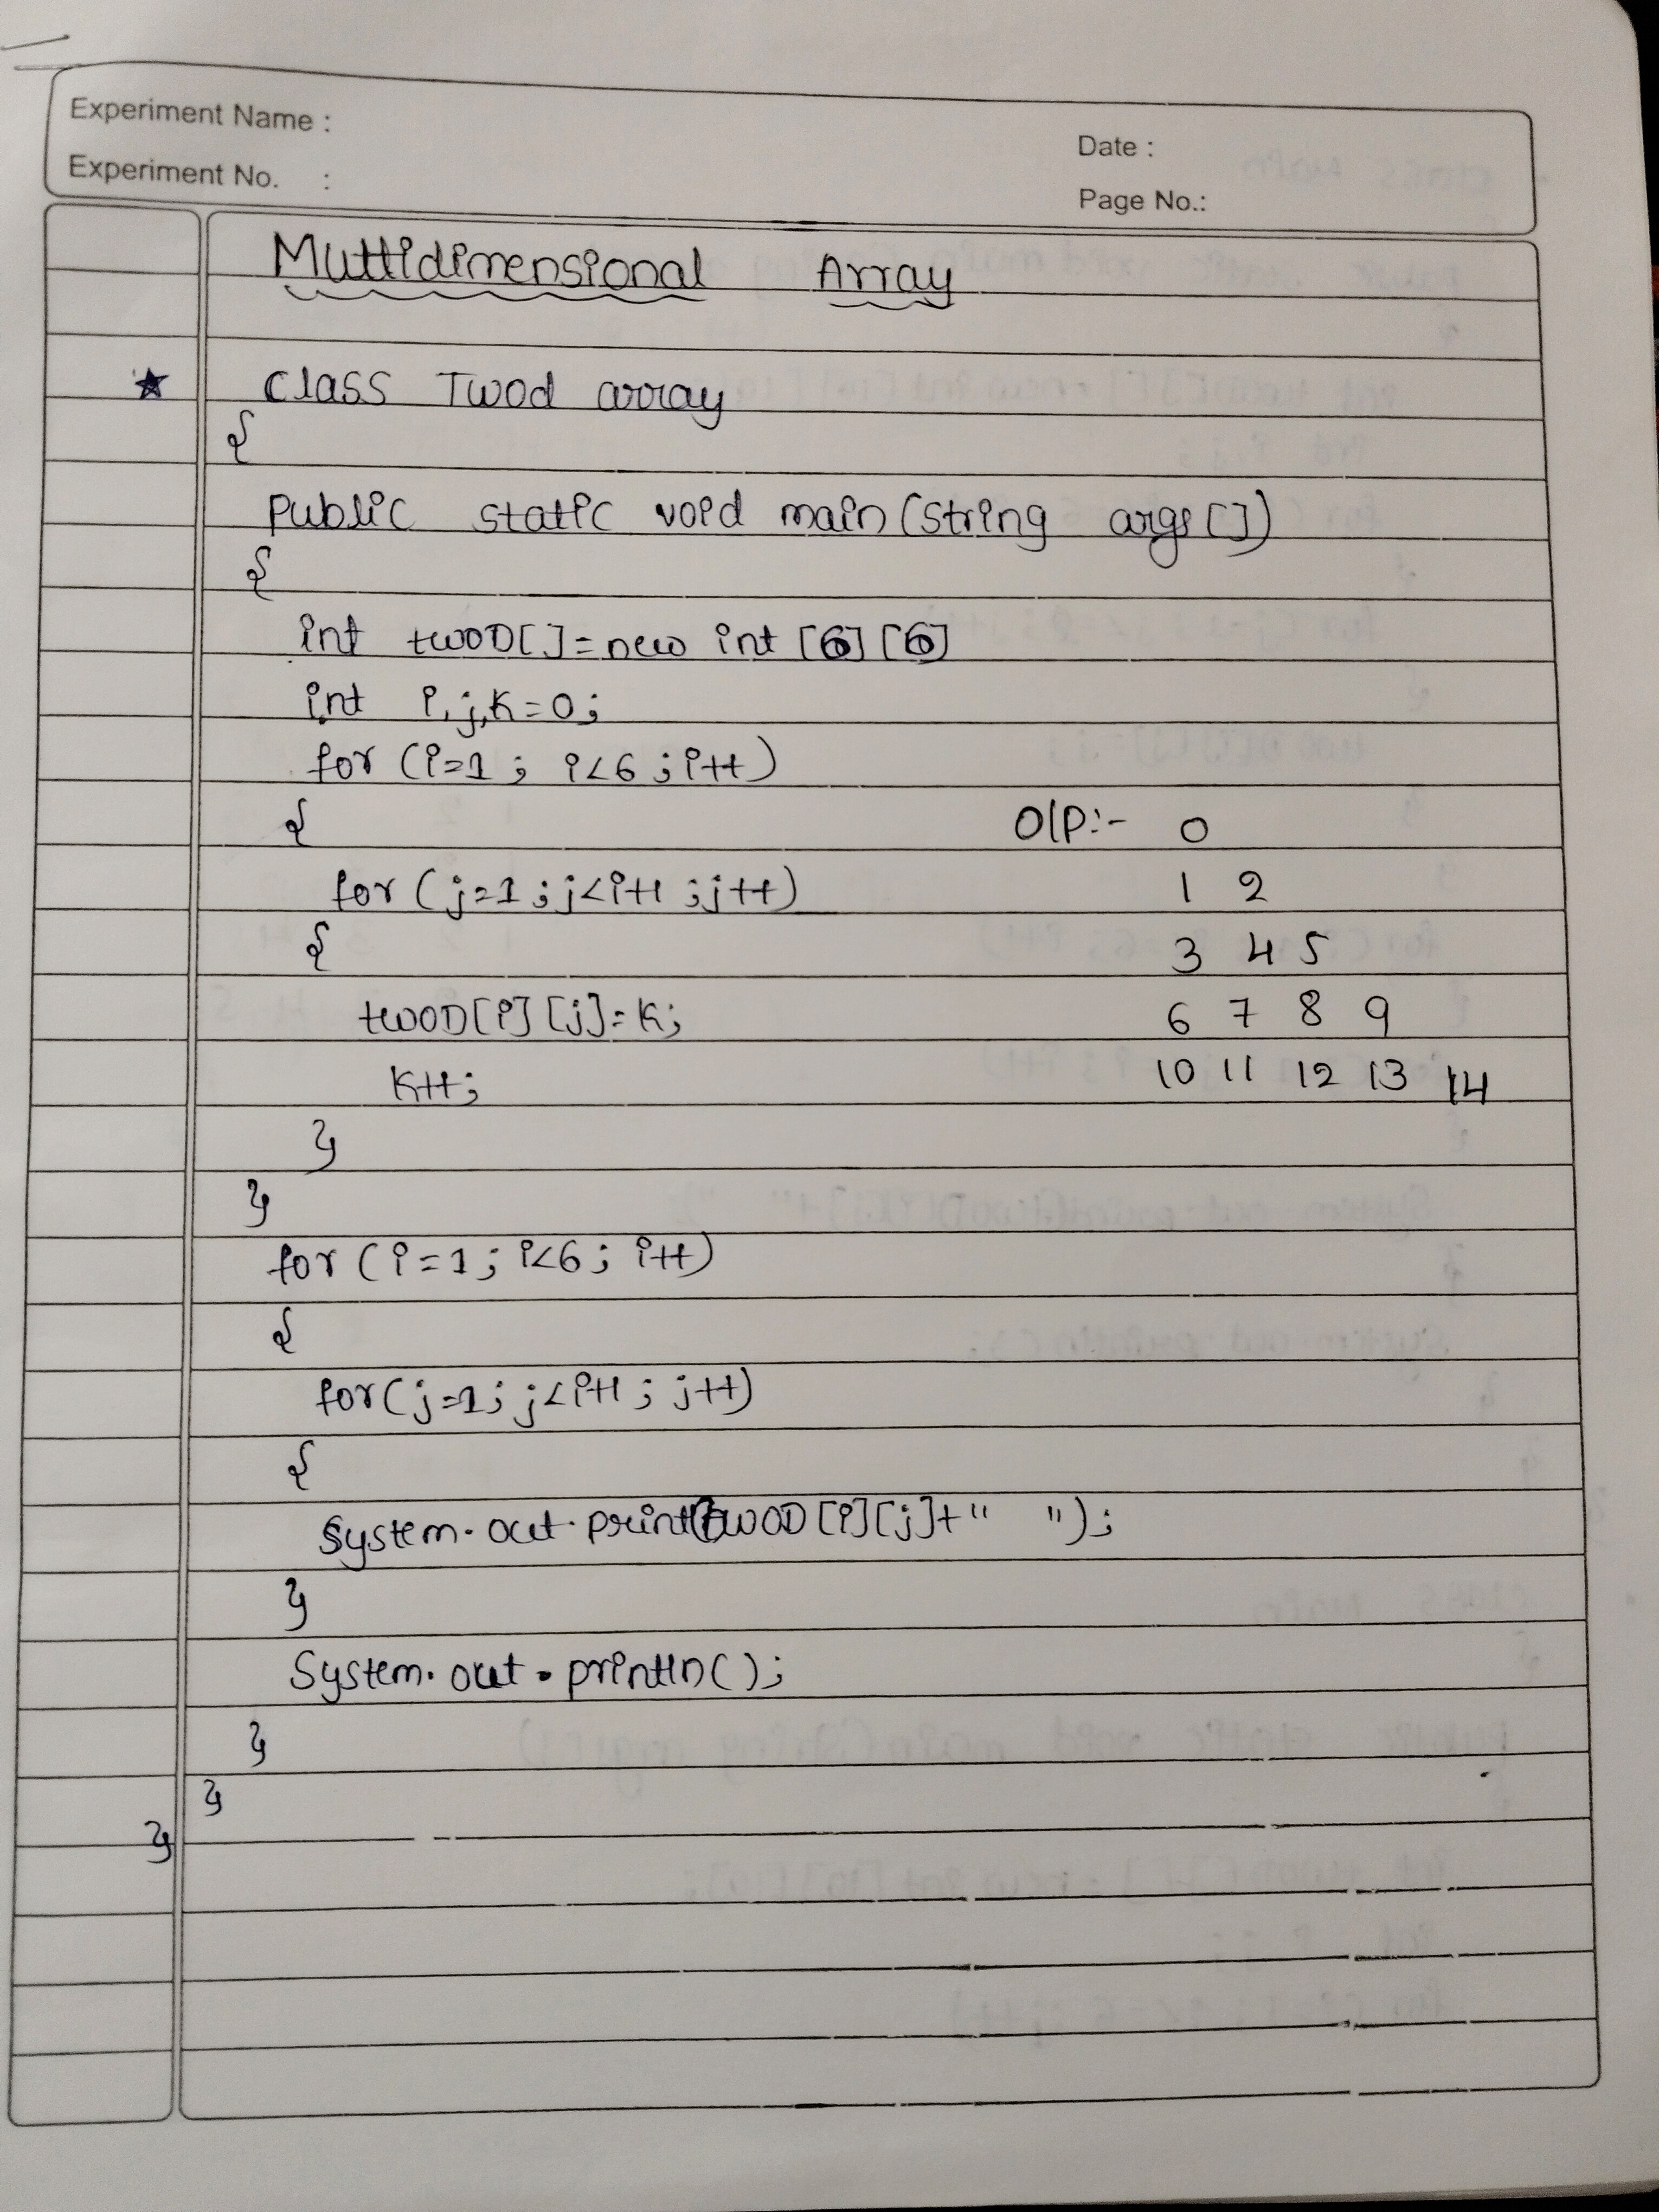 Experiment Name :
Date :
Experiment No. :
Page No.:
Multidimensional Array
★ class Twod array
{
Public static void main (String args [])
{
int twoD[] = new int [6] [6]
int i, j, K = 0;
for (i=1 ; i<6 ; i++)
{
O/P:- 0
for (j=1 ; j<i+1 ; j++)
1 2
{
3 4 5
twoD[i] [j] = K;
6 7 8 9
K++;
10 11 12 13 14
}
}
for (i = 1 ; i<6 ; i++)
{
for (j=1; j<i+1 ; j++)
{
System.out.print(twoD [i][j]+" ");
}
System.out.println();
}
}
}